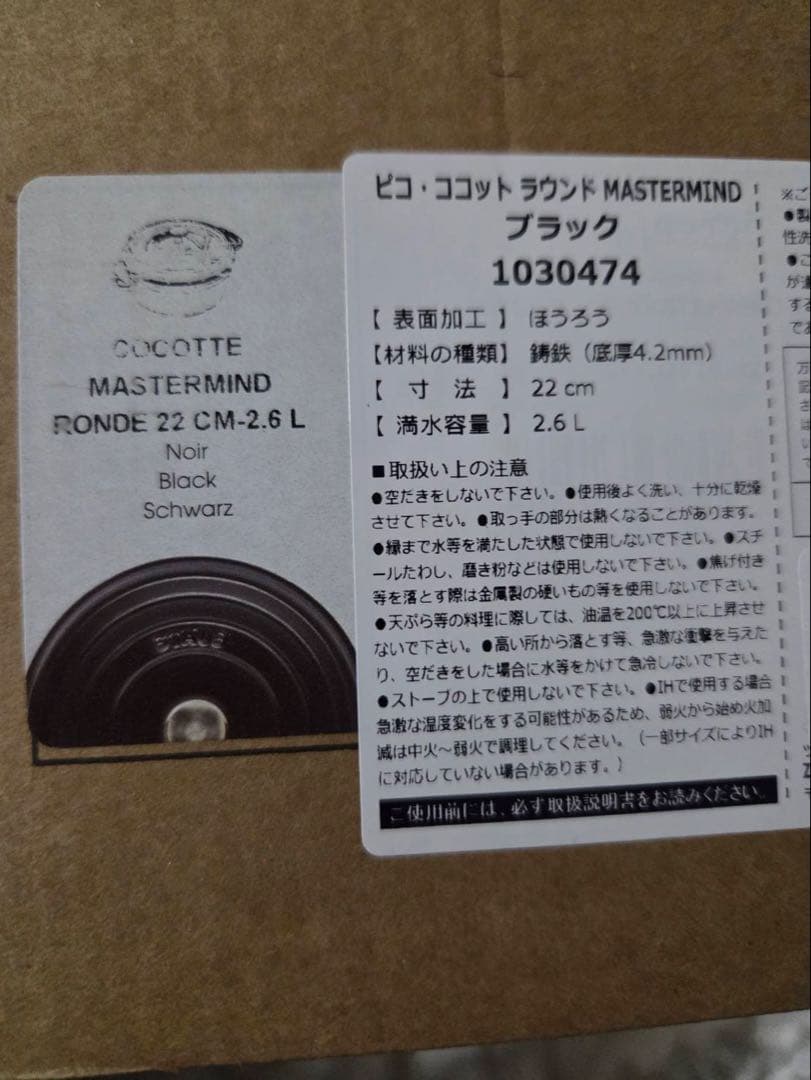 COCOTTE
MASTERMIND
RONDE 22 CM-2.6 L
Noir
Black
Schwarz
STAUB
ピコ・ココット ラウンド MASTERMIND
ブラック
1030474
【 表面加工 】 ほうろう
【材料の種類】 鋳鉄（底厚4.2mm）
【 寸 法 】 22 cm
【 満水容量 】 2.6 L
■取扱い上の注意
●空だきをしないで下さい。●使用後よく洗い、十分に乾燥
させて下さい。●取っ手の部分は熱くなることがあります。
●縁まで水等を満たした状態で使用しないで下さい。●スチ
ールたわし、磨き粉などは使用しないで下さい。●焦げ付き
等を落とす際は金属製の硬いもの等を使用しないで下さい。
●天ぷら等の料理に際しては、油温を200℃以上に上昇させ
ないで下さい。●高い所から落とす等、急激な衝撃を与えた
り、空だきをした場合に水等をかけて急冷しないで下さい。
●ストーブの上で使用しないで下さい。●IHで使用する場合
急激な温度変化をする可能性があるため、弱火から始め火加
減は中火～弱火で調理してください。（一部サイズによりIH
に対応していない場合があります。）
ご使用前には、必ず取扱説明書をお読みください。
※ご
●製
性洗
●こ
が
する
であ